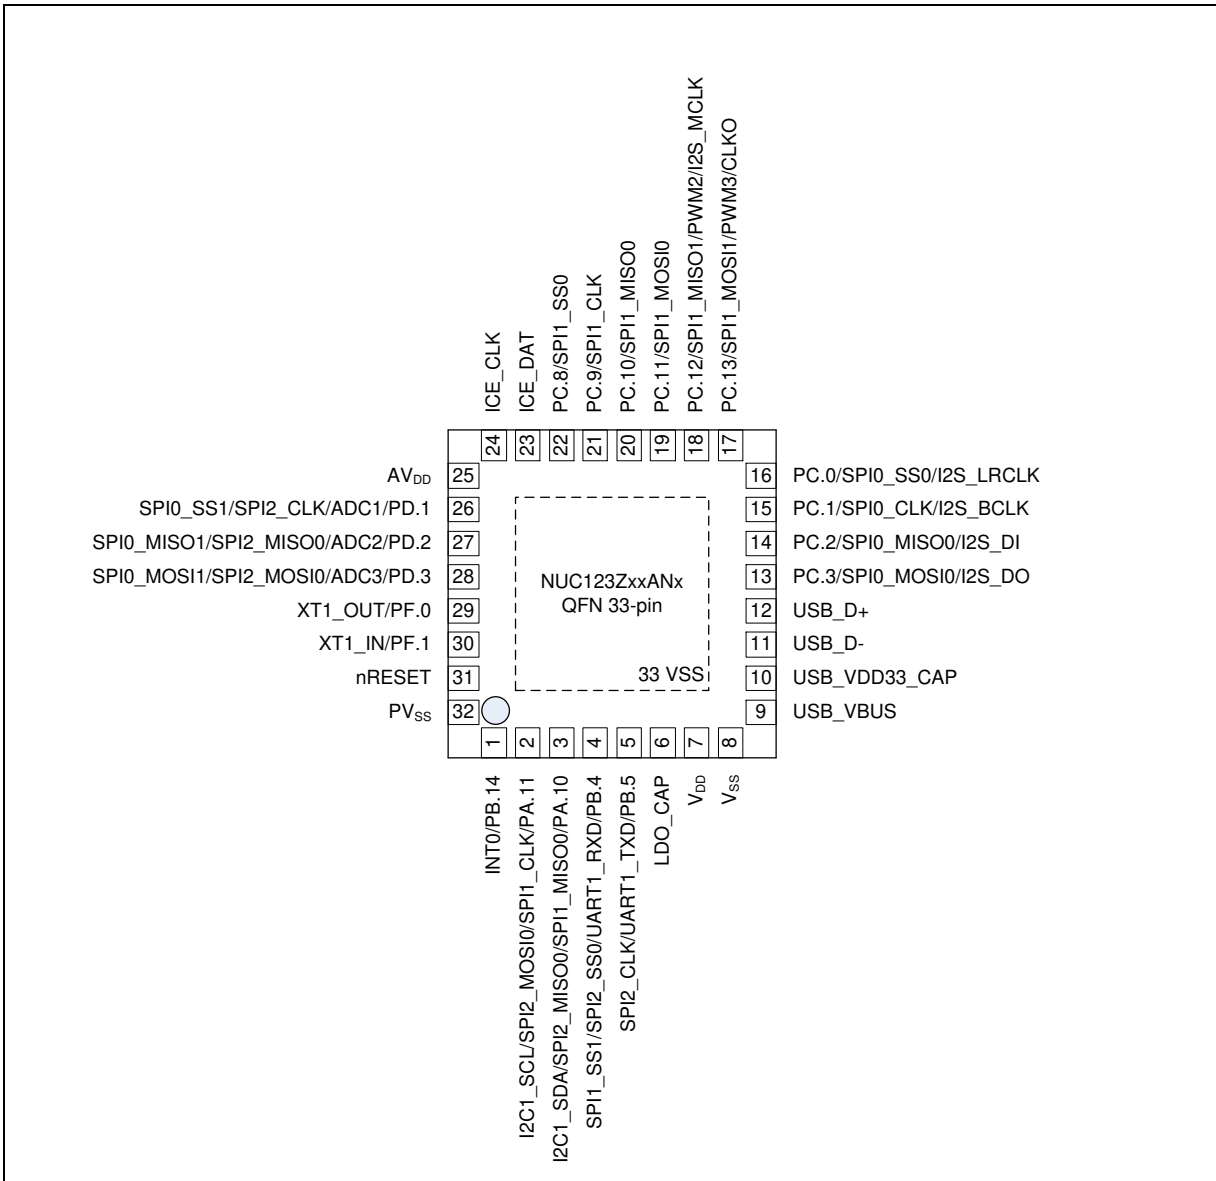 ICE_CLK
ICE_DAT
PC.8/SPI1_SS0
PC.9/SPI1_CLK
PC.10/SPI1_MISO0
PC.11/SPI1_MOSI0
PC.12/SPI1_MISO1/PWM2/I2S_MCLK
PC.13/SPI1_MOSI1/PWM3/CLKO
24 23 22 21 20 19 18 17
AVDD 25
SPI0_SS1/SPI2_CLK/ADC1/PD.1 26
SPI0_MISO1/SPI2_MISO0/ADC2/PD.2 27
SPI0_MOSI1/SPI2_MOSI0/ADC3/PD.3 28
XT1_OUT/PF.0 29
XT1_IN/PF.1 30
nRESET 31
PVSS 32
NUC123ZxxANx
QFN 33-pin
33 VSS
16 PC.0/SPI0_SS0/I2S_LRCLK
15 PC.1/SPI0_CLK/I2S_BCLK
14 PC.2/SPI0_MISO0/I2S_DI
13 PC.3/SPI0_MOSI0/I2S_DO
12 USB_D+
11 USB_D-
10 USB_VDD33_CAP
9 USB_VBUS
1 2 3 4 5 6 7 8
INT0/PB.14
I2C1_SCL/SPI2_MOSI0/SPI1_CLK/PA.11
I2C1_SDA/SPI2_MISO0/SPI1_MISO0/PA.10
SPI1_SS1/SPI2_SS0/UART1_RXD/PB.4
SPI2_CLK/UART1_TXD/PB.5
LDO_CAP
VDD
VSS